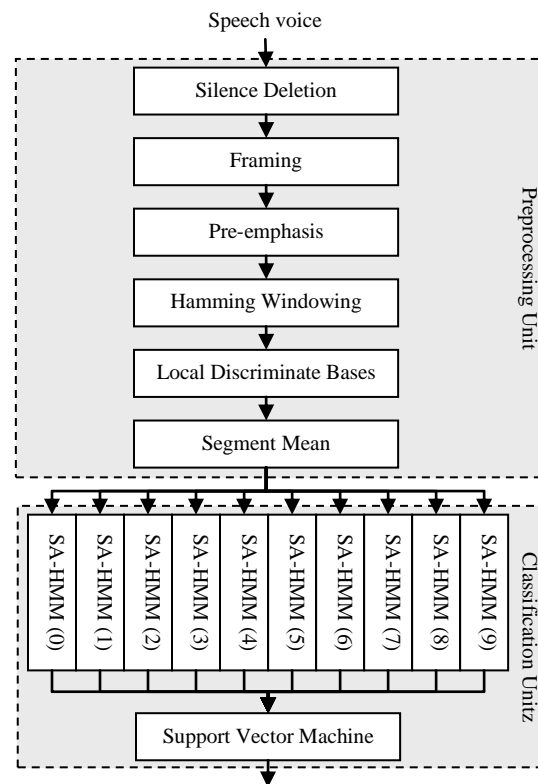 Speech voice
Silence Deletion
Framing
Pre-emphasis
Hamming Windowing
Local Discriminate Bases
Segment Mean
Preprocessing Unit
SA-HMM (0)
SA-HMM (1)
SA-HMM (2)
SA-HMM (3)
SA-HMM (4)
SA-HMM (5)
SA-HMM (6)
SA-HMM (7)
SA-HMM (8)
SA-HMM (9)
Classification Unitz
Support Vector Machine